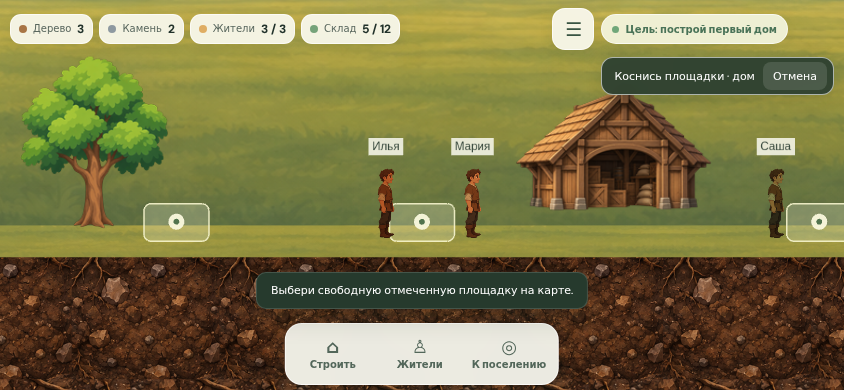 Дерево 3
Камень 2
Жители 3 / 3
Склад 5 / 12
☰
Цель: построй первый дом
Коснись площадки · дом
Отмена
Илья
Мария
Саша
Выбери свободную отмеченную площадку на карте.
Строить
Жители
К поселению